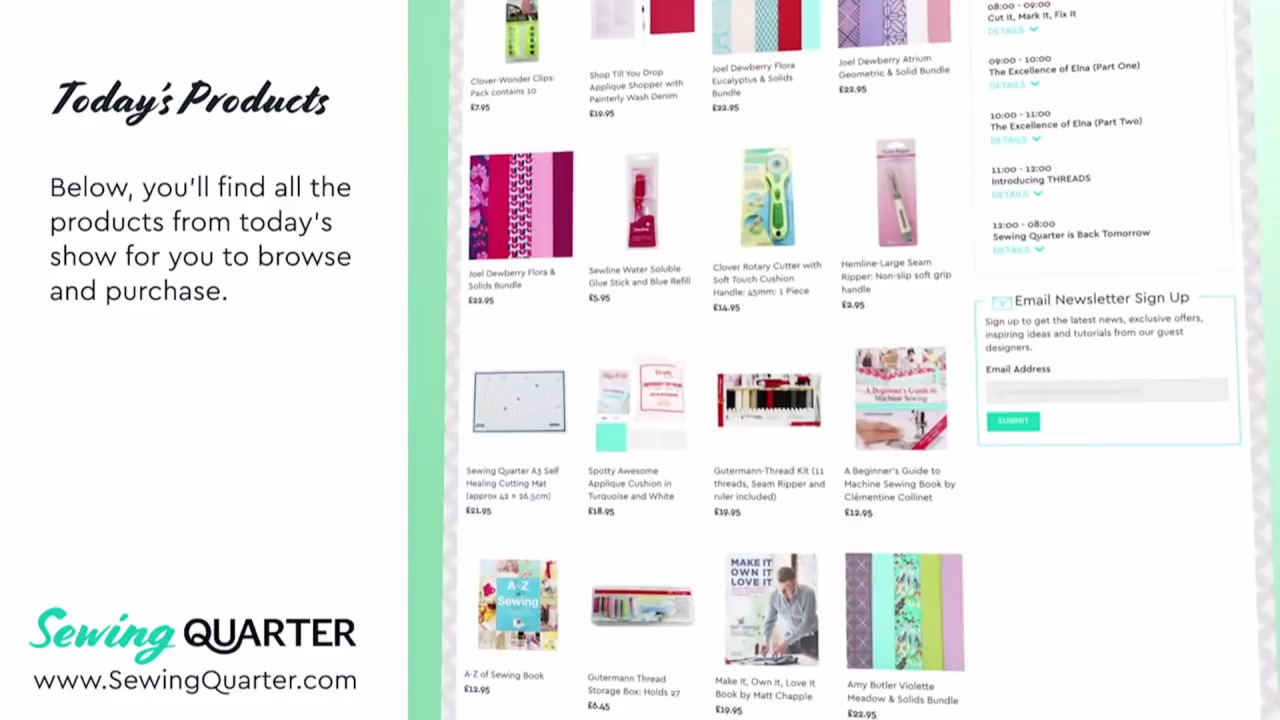 Today's Products
Below, you'll find all the
products from today's
show for you to browse
and purchase.
Sewing QUARTER
www.SewingQuarter.com
Clover-Wonder Clips:
Pack contains 10
£7.95
Shop Till You Drop
Applique Shopper with
Painterly Wash Denim
£19.95
Joel Dewberry Flora
Eucalyptus & Solids
Bundle
£22.95
Joel Dewberry Atrium
Geometric & Solid Bundle
£22.95
Joel Dewberry Flora &
Solids Bundle
£22.95
Sewline Water Soluble
Glue Stick and Blue Refill
£5.95
Clover Rotary Cutter with
Soft Touch Cushion
Handle: 45mm: 1 Piece
£14.95
Hemline-Large Seam
Ripper: Non-slip soft grip
handle
£2.95
Sewing Quarter A3 Self
Healing Cutting Mat
(approx 42 × 26.5cm)
£21.95
Spotty Awesome
Applique Cushion in
Turquoise and White
£18.95
Gutermann-Thread Kit (11
threads, Seam Ripper and
ruler included)
£19.95
A Beginner's Guide to
Machine Sewing
A Beginner's Guide to
Machine Sewing Book by
Clémentine Collinet
£12.95
A-Z
of
Sewing
A-Z of Sewing Book
£12.95
Gutermann Thread
Storage Box: Holds 27
£6.45
MAKE IT
OWN IT
LOVE IT
Make It, Own It, Love It
Book by Matt Chapple
£19.95
Amy Butler Violette
Meadow & Solids Bundle
£22.95
08:00 - 09:00
Cut It, Mark It, Fix It
DETAILS
09:00 - 10:00
The Excellence of Elna (Part One)
DETAILS
10:00 - 11:00
The Excellence of Elna (Part Two)
DETAILS
11:00 - 12:00
Introducing THREADS
DETAILS
12:00 - 08:00
Sewing Quarter is Back Tomorrow
DETAILS
Email Newsletter Sign Up
Sign up to get the latest news, exclusive offers,
inspiring ideas and tutorials from our guest
designers.
Email Address
SUBMIT